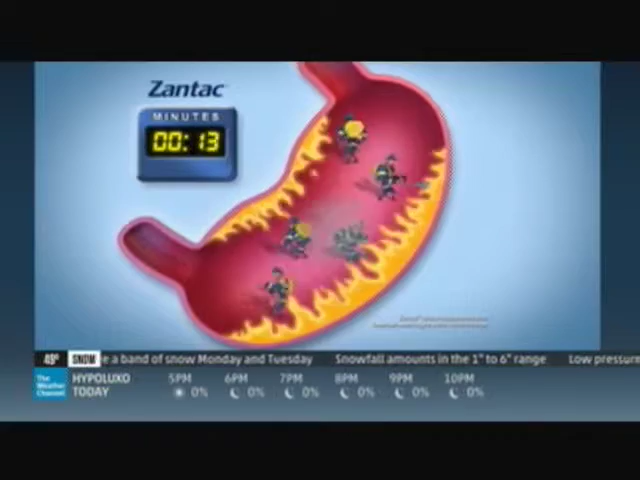 Zantac
MINUTES
00:13
49° SNOW e a band of snow Monday and Tuesday Snowfall amounts in the 1" to 6" range Low pressur
The Weather Channel
HYPOLUXO TODAY
5PM 6PM 7PM 8PM 9PM 10PM
0% 0% 0% 0% 0% 0%